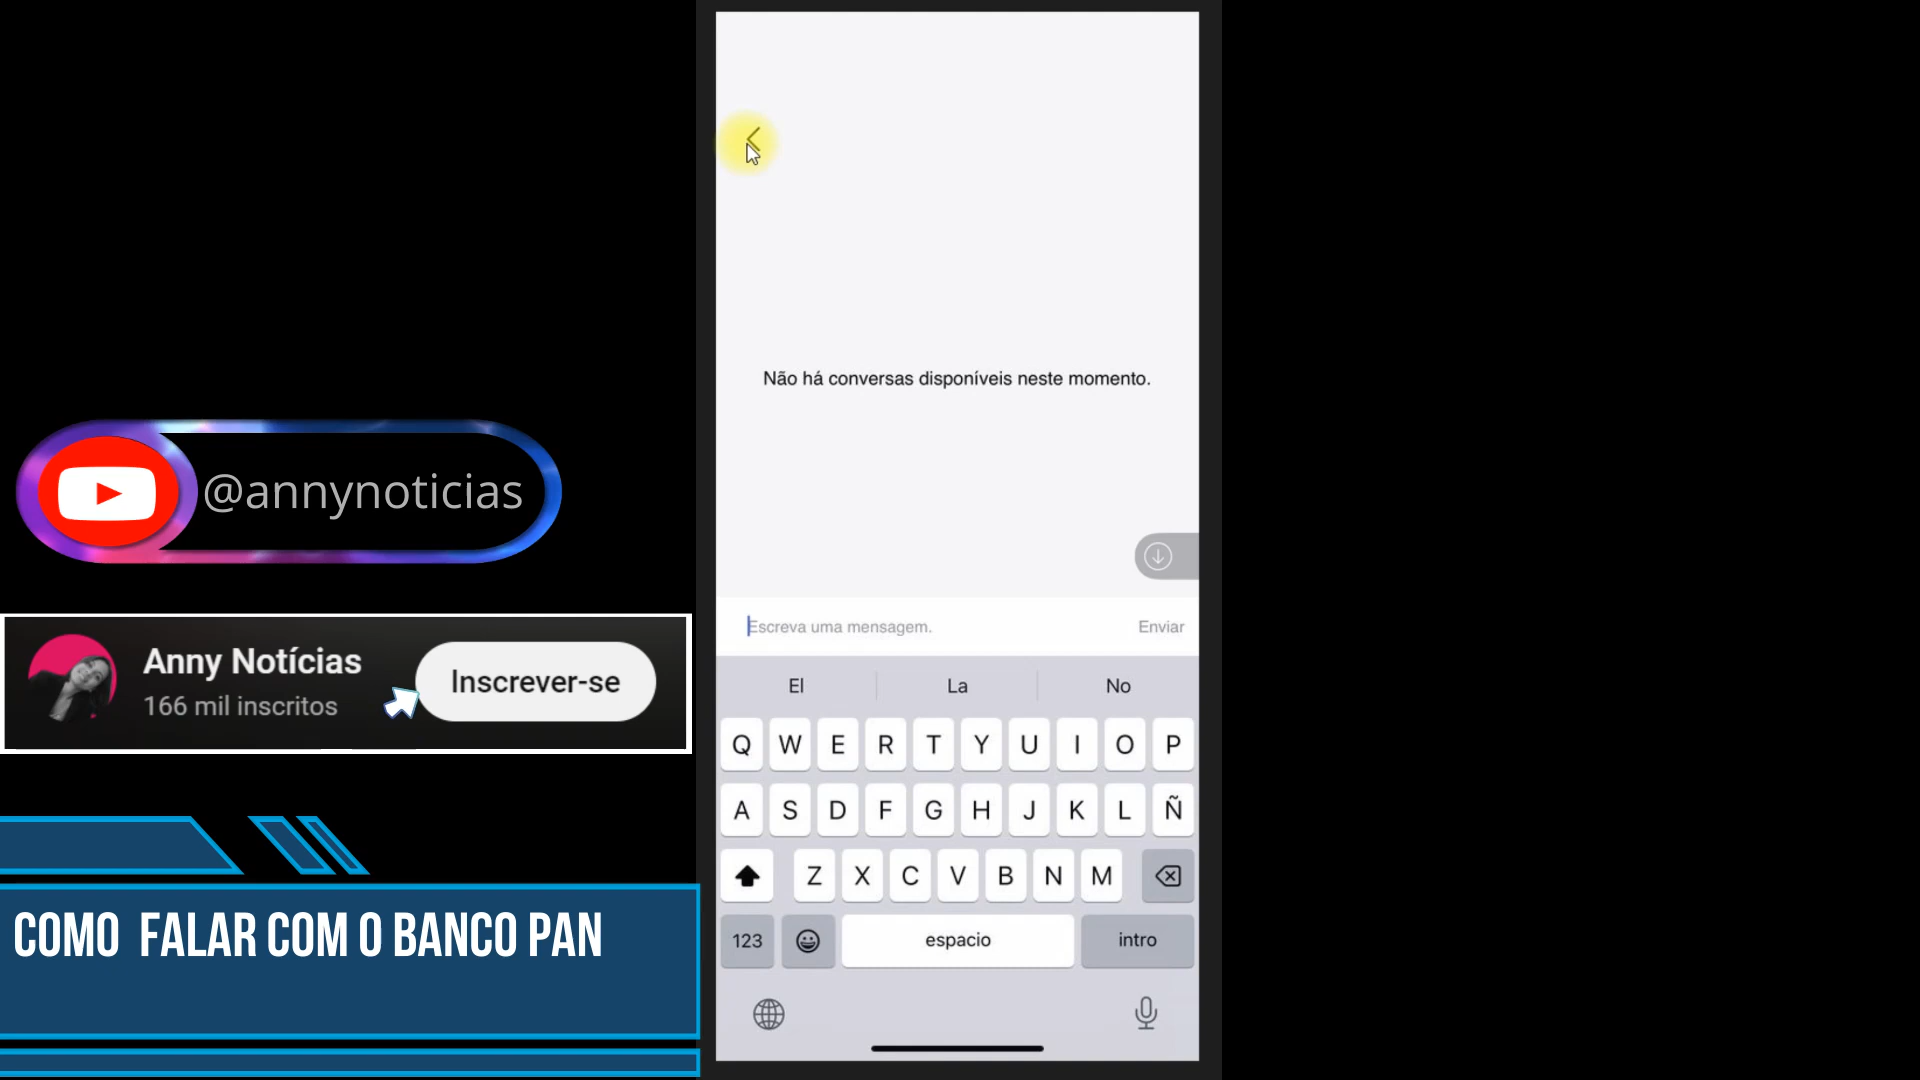 Não há conversas disponíveis neste momento.
@annynoticias
Escreva uma mensagem.
Enviar
Anny Notícias
166 mil inscritos
Inscrever-se
El
La
No
Q W E R T Y U I O P
A S D F G H J K L Ñ
Z X C V B N M
123
espacio
intro
COMO FALAR COM O BANCO PAN